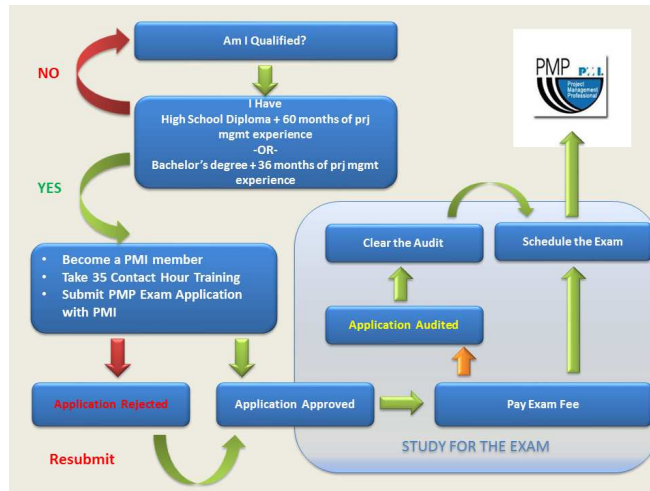 Am I Qualified?
NO
I Have
High School Diploma + 60 months of prj
mgmt experience
-OR-
Bachelor's degree + 36 months of prj mgmt
experience
YES
• Become a PMI member
• Take 35 Contact Hour Training
• Submit PMP Exam Application
with PMI
Application Rejected
Application Approved
Resubmit
Pay Exam Fee
Application Audited
Clear the Audit
Schedule the Exam
STUDY FOR THE EXAM
PMP
Project
Management
Professional